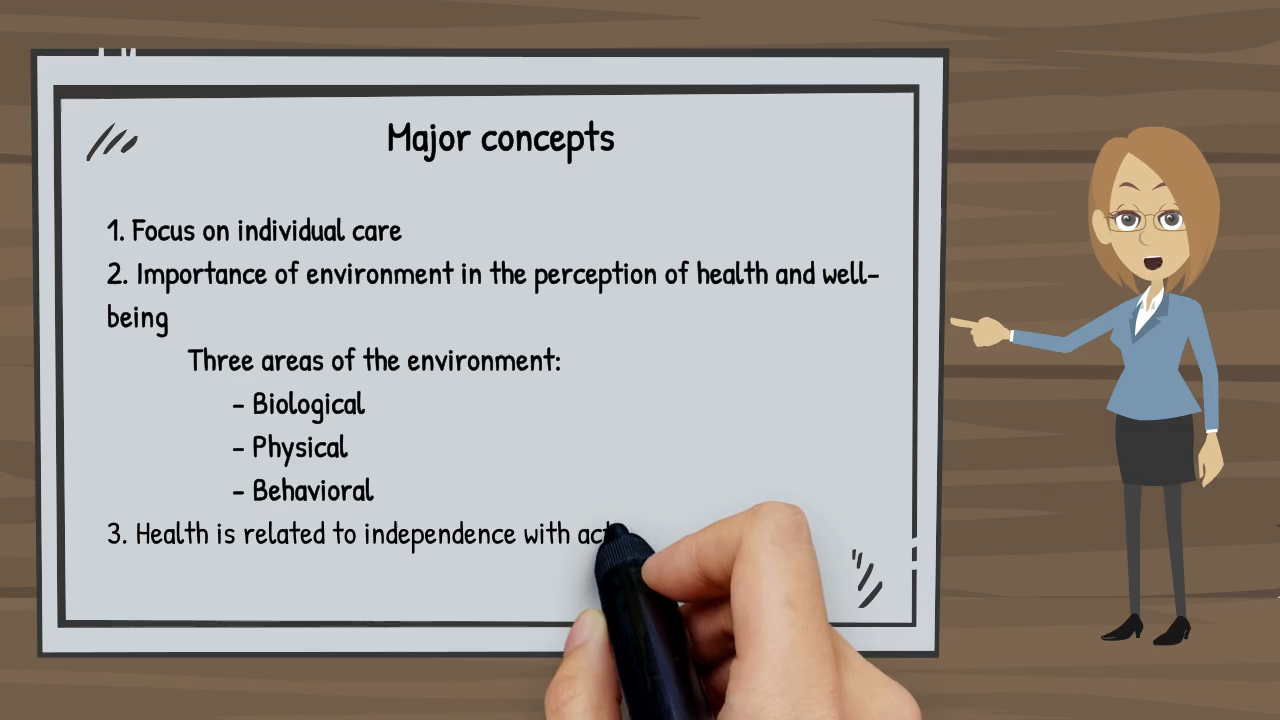 Major concepts
1. Focus on individual care
2. Importance of environment in the perception of health and well-
being
Three areas of the environment:
- Biological
- Physical
- Behavioral
3. Health is related to independence with